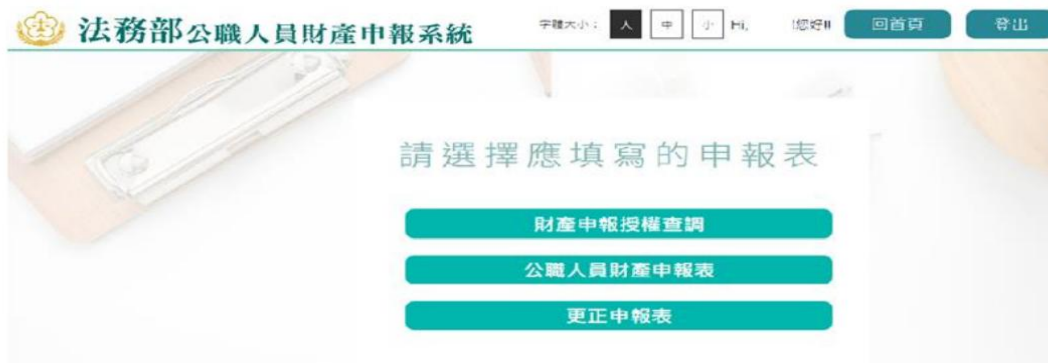 法務部公職人員財產申報系統 字體大小： 人 中 小 Hi, 您好!! 回首頁 登出
請選擇應填寫的申報表
財產申報授權查調
公職人員財產申報表
更正申報表